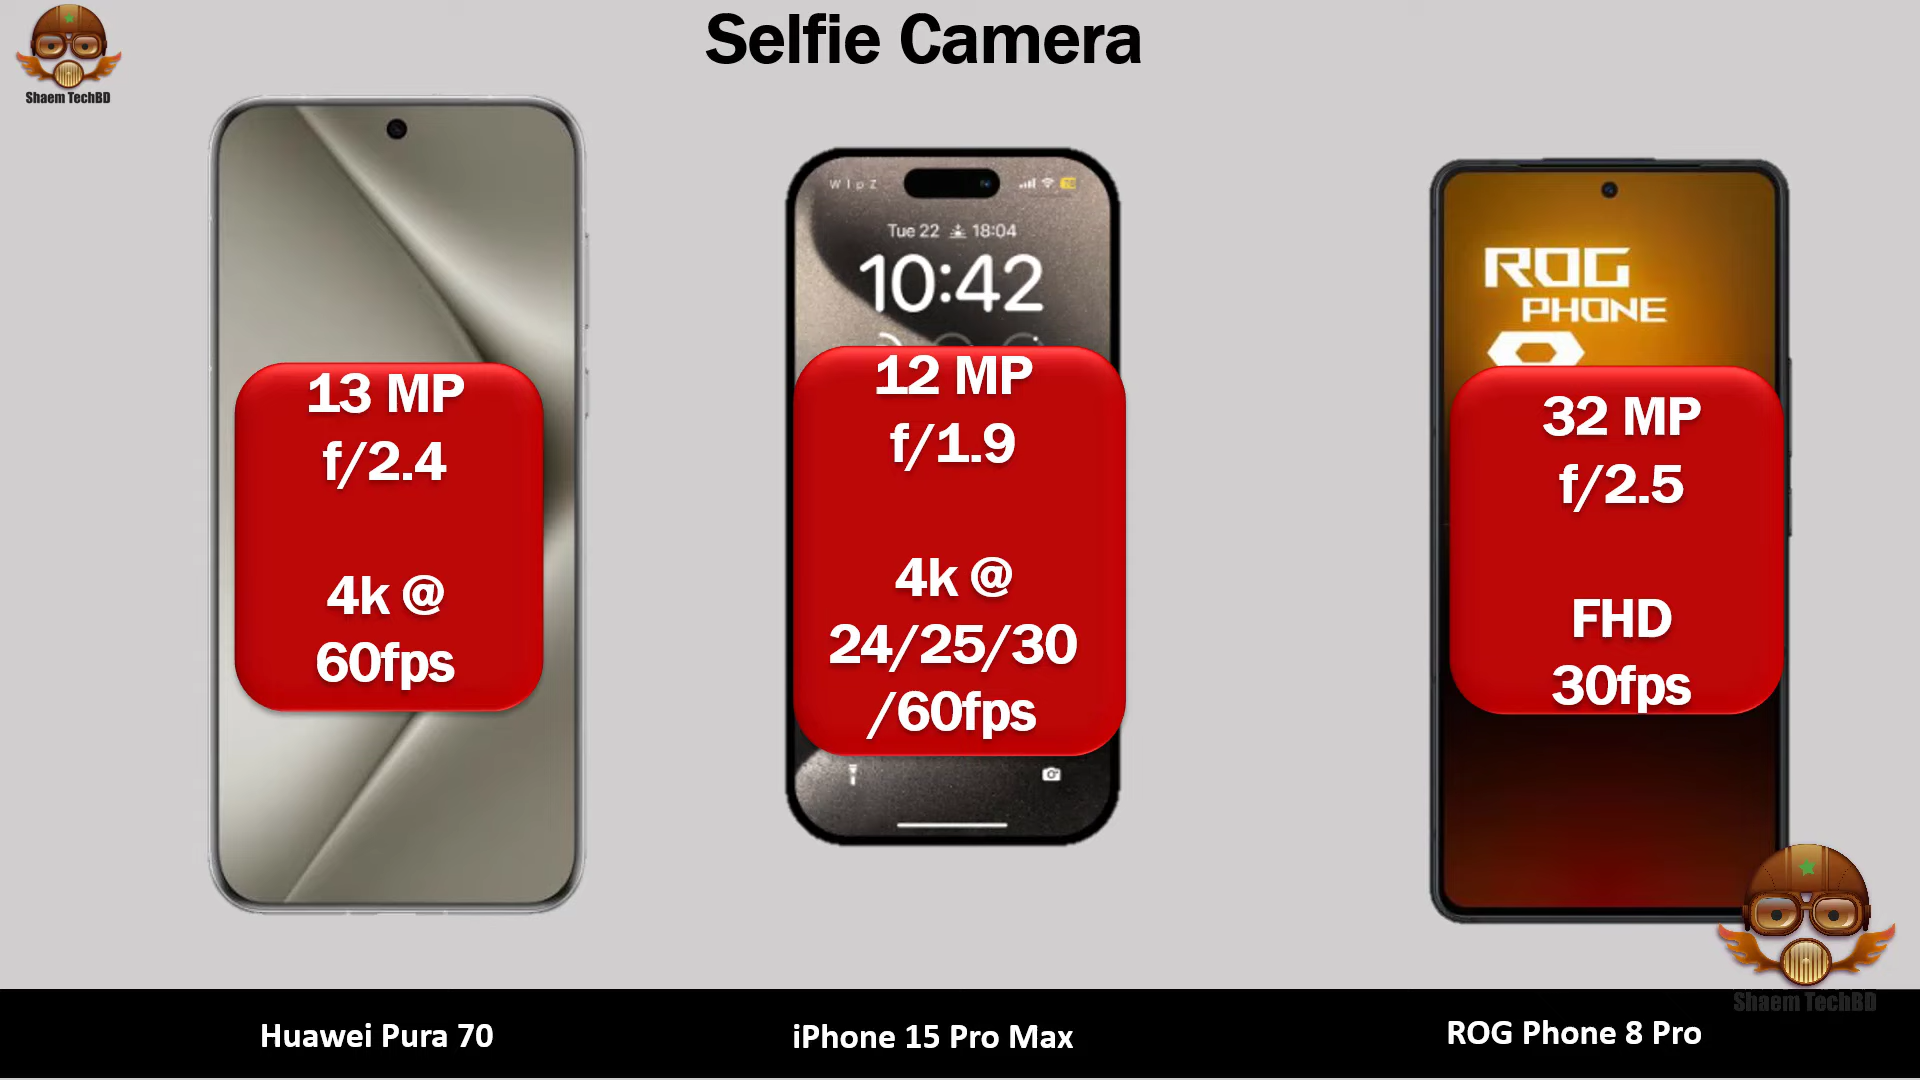 Selfie Camera
Shaem TechBD
13 MP
f/2.4
4k @
60fps
W l p Z
Tue 22 18:04
10:42
12 MP
f/1.9
4k @
24/25/30
/60fps
ROG
PHONE
8
32 MP
f/2.5
FHD
30fps
Shaem TechBD
Huawei Pura 70
iPhone 15 Pro Max
ROG Phone 8 Pro